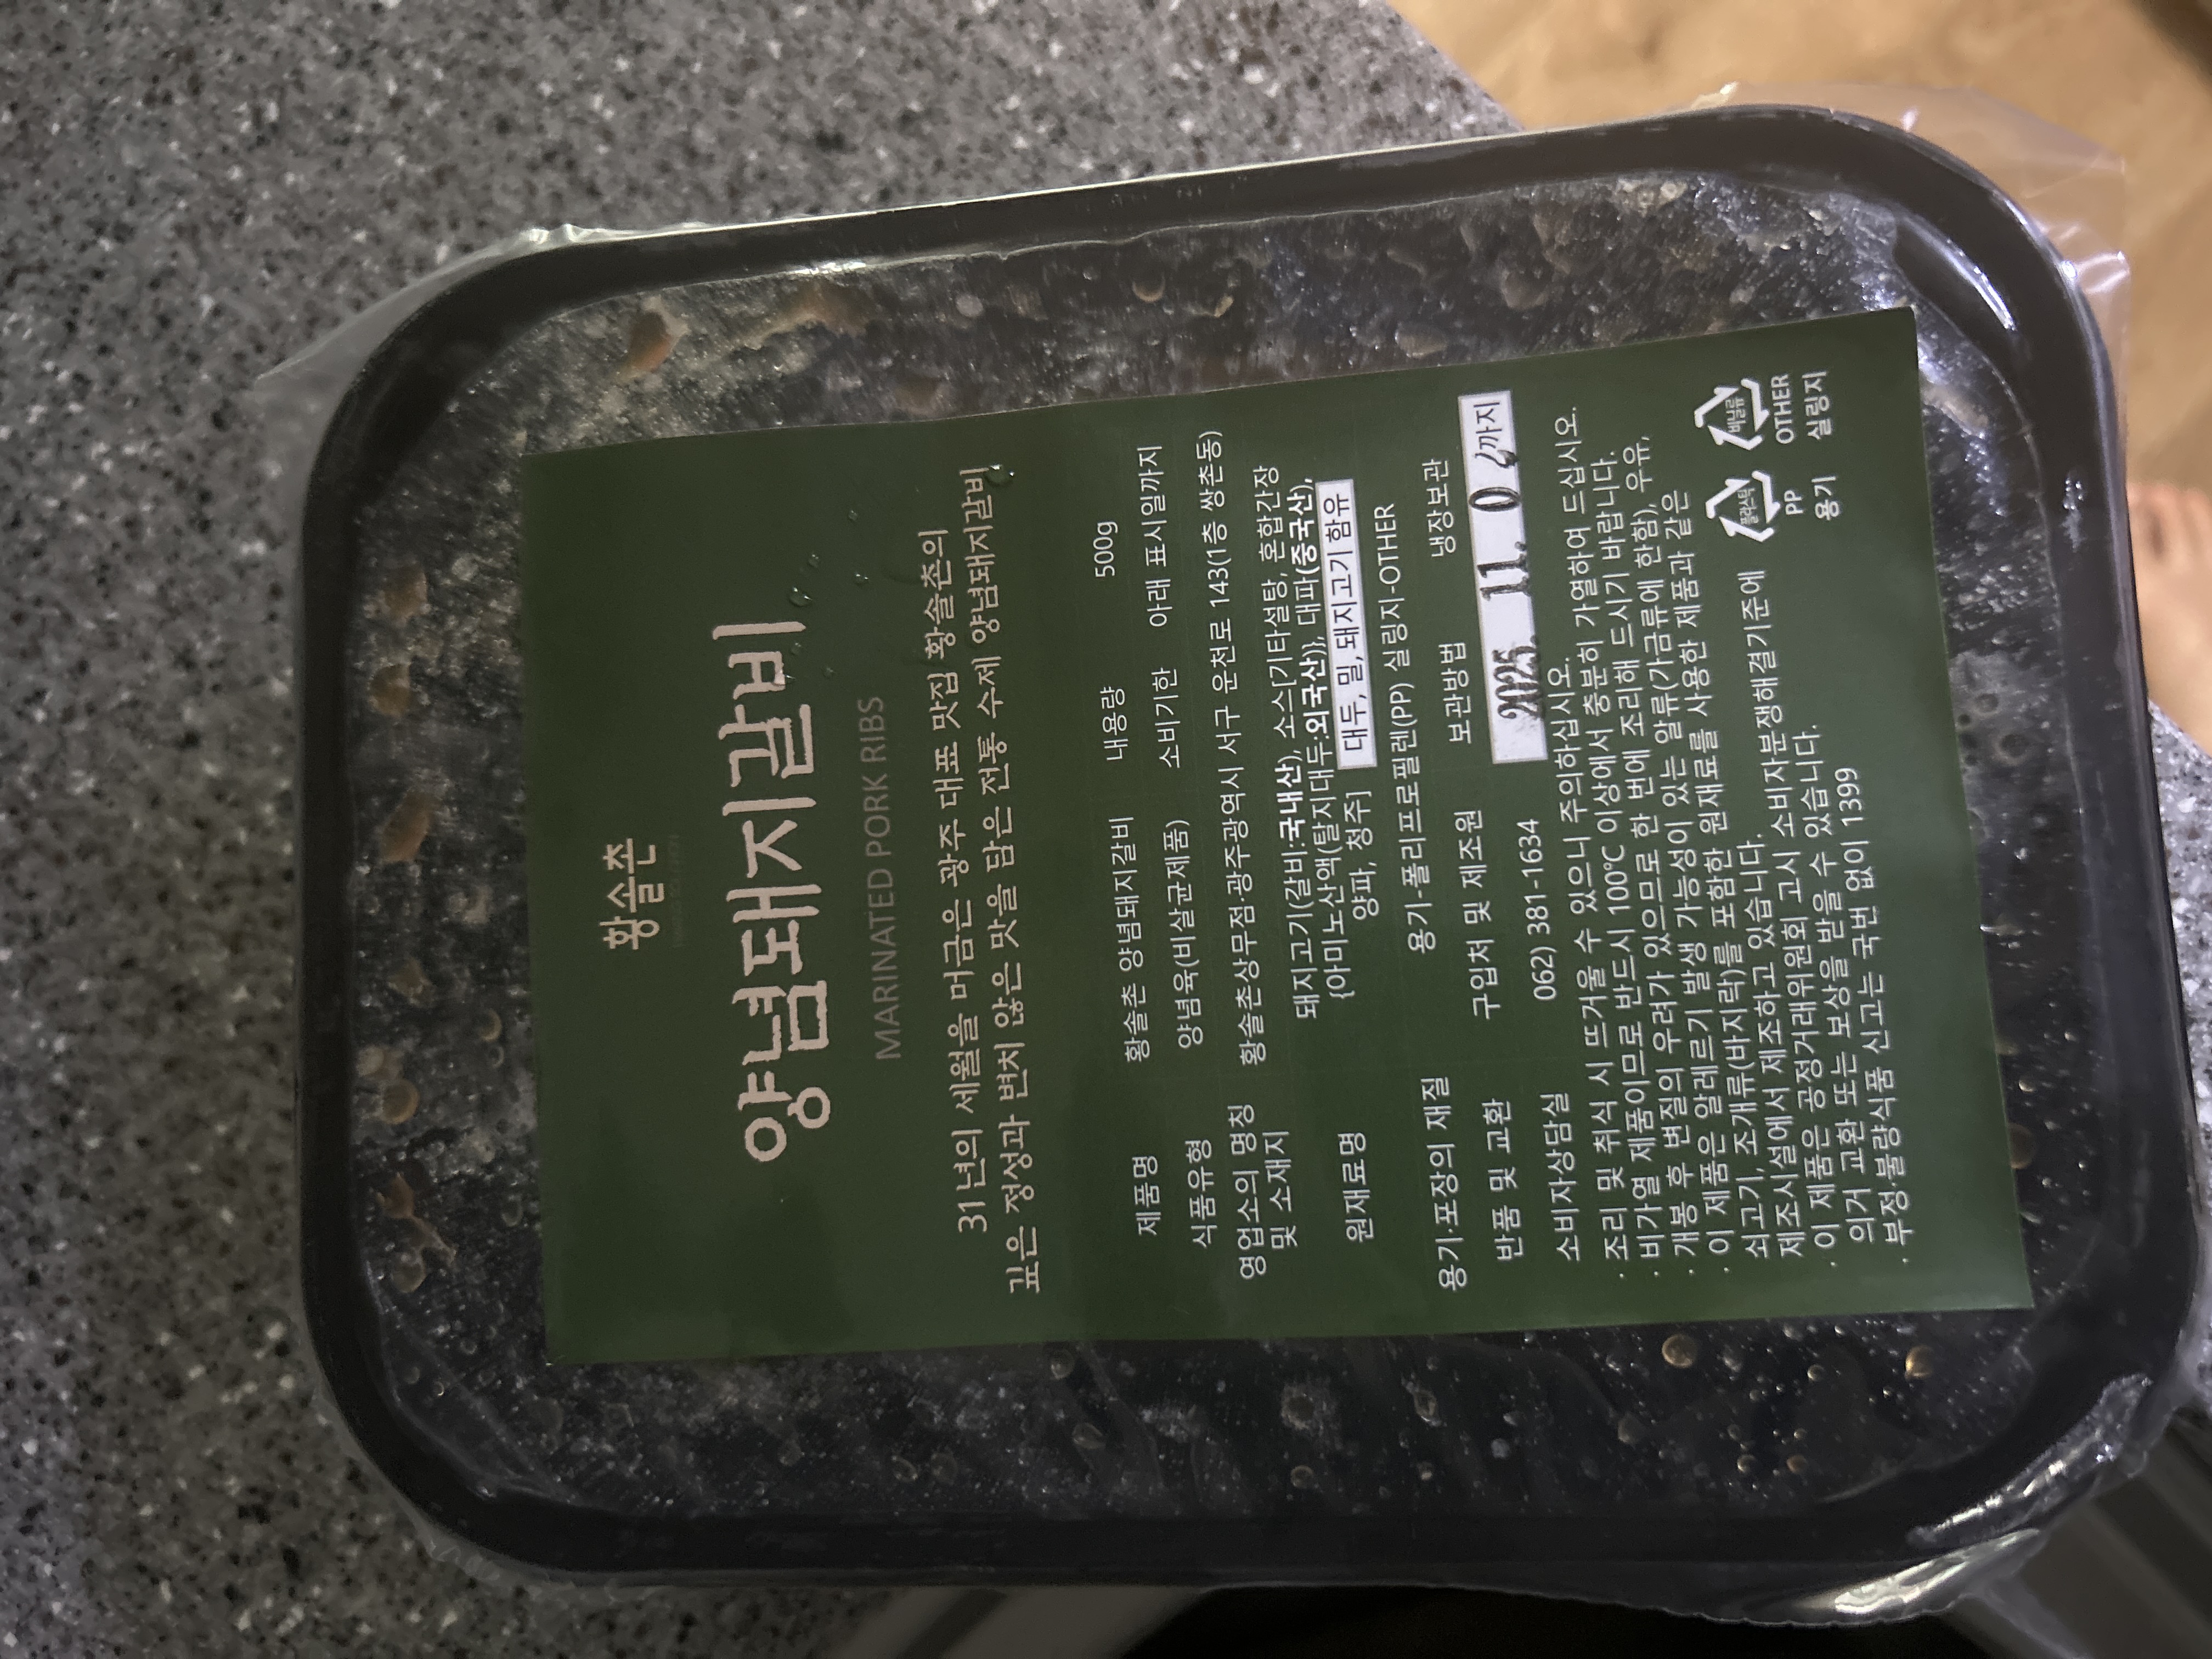 황솔촌
양념돼지갈비
MARINATED PORK RIBS
31년의 세월을 머금은 광주 대표 맛집 황솔촌의
깊은 정성과 변치 않은 맛을 담은 전통 수제 양념돼지갈비
제품명 황솔촌 양념돼지갈비 내용량 500g
식품유형 양념육(비살균제품) 소비기한 아래 표시일까지
영업소의 명칭 및 소재지 황솔촌상무점·광주광역시 서구 운천로 143(1층 쌍촌동)
원재료명 돼지고기(갈비:국내산), 소스[기타설탕, 혼합간장
{아미노산액(탈지대두:외국산)}, 대파(중국산),
양파, 청주] 대두, 밀, 돼지고기 함유
용기·포장의 재질 용기-폴리프로필렌(PP) 실링지-OTHER
반품 및 교환 구입처 및 제조원 보관방법 냉장보관
소비자상담실 062) 381-1634 2025. 11. 0 까지
· 조리 및 취식 시 뜨거울 수 있으니 주의하십시오.
· 비가열 제품이므로 반드시 100℃ 이상에서 충분히 가열하여 드십시오.
· 개봉 후 변질의 우려가 있으므로 한 번에 조리해 드시기 바랍니다.
· 이 제품은 알레르기 발생 가능성이 있는 알류(가금류에 한함), 우유,
쇠고기, 조개류(바지락)를 포함한 원재료를 사용한 제품과 같은
제조시설에서 제조하고 있습니다.
· 이 제품은 공정거래위원회 고시 소비자분쟁해결기준에
의거 교환 또는 보상을 받을 수 있습니다.
· 부정·불량식품 신고는 국번 없이 1399
플라스틱
PP
용기
비닐류
OTHER
실링지